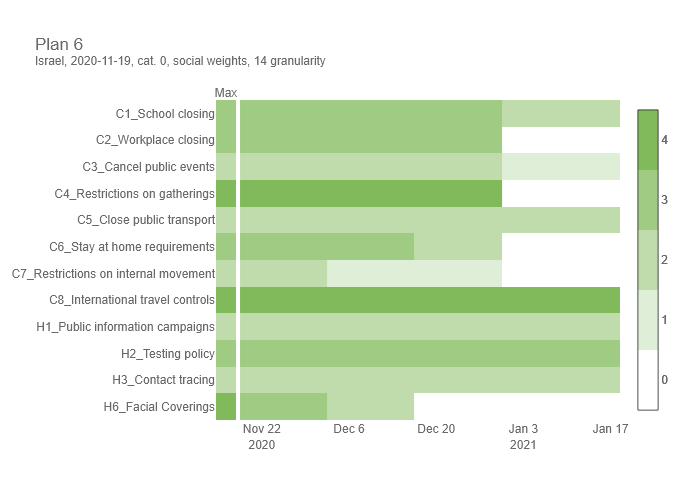 Plan 6
Israel, 2020-11-19, cat. 0, social weights, 14 granularity
Max
C1_School closing
C2_Workplace closing
C3_Cancel public events
C4_Restrictions on gatherings
C5_Close public transport
C6_Stay at home requirements
C7_Restrictions on internal movement
C8_International travel controls
H1_Public information campaigns
H2_Testing policy
H3_Contact tracing
H6_Facial Coverings
Nov 22 Dec 6 Dec 20 Jan 3 Jan 17
2020 2021
4
3
2
1
0